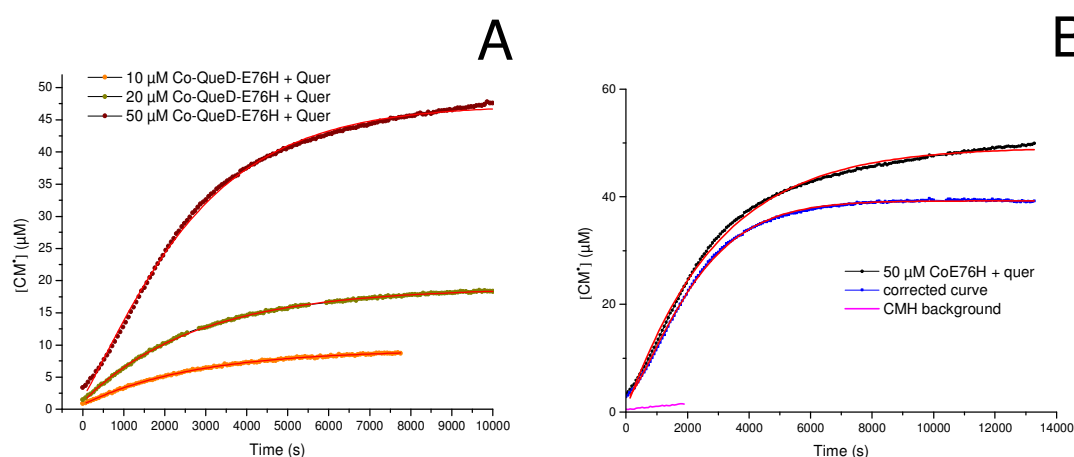 A
10 µM Co-QueD-E76H + Quer
20 µM Co-QueD-E76H + Quer
50 µM Co-QueD-E76H + Quer
[CM•] (µM)
50
45
40
35
30
25
20
15
10
5
0
0 1000 2000 3000 4000 5000 6000 7000 8000 9000 10000
Time (s)
B
[CM•] (µM)
60
40
20
0
50 µM CoE76H + quer
corrected curve
CMH background
0 2000 4000 6000 8000 10000 12000 14000
Time (s)